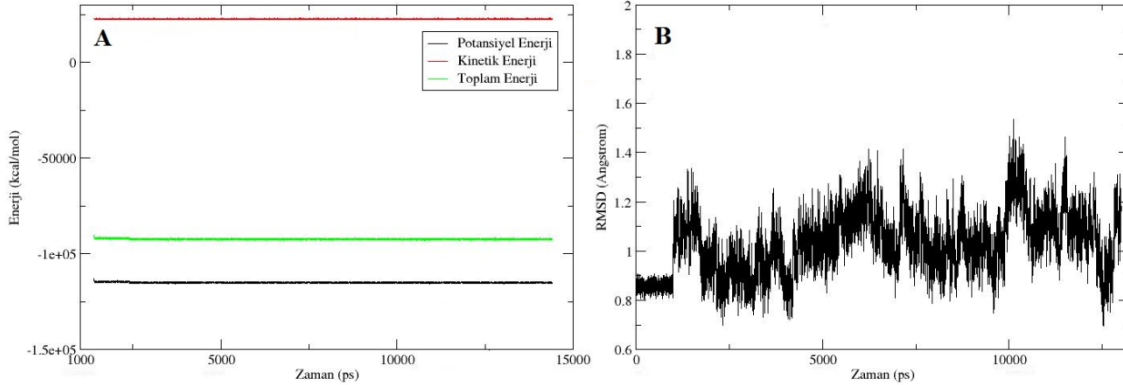 A
Potansiyel Enerji
Kinetik Enerji
Toplam Enerji
Enerji (kcal/mol)
0
-50000
-1e+05
-1.5e+05
1000
5000
10000
15000
Zaman (ps)
B
RMSD (Angstrom)
2
1.8
1.6
1.4
1.2
1
0.8
0.6
0
5000
10000
Zaman (ps)